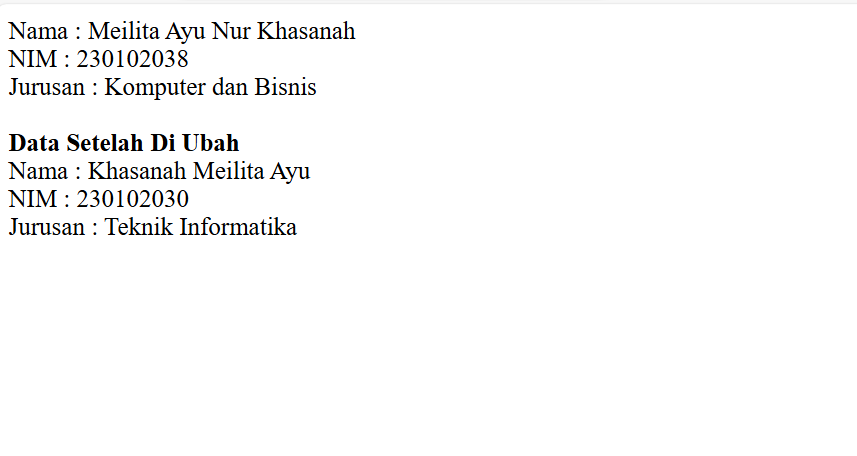 Nama : Meilita Ayu Nur Khasanah
NIM : 230102038
Jurusan : Komputer dan Bisnis
Data Setelah Di Ubah
Nama : Khasanah Meilita Ayu
NIM : 230102030
Jurusan : Teknik Informatika